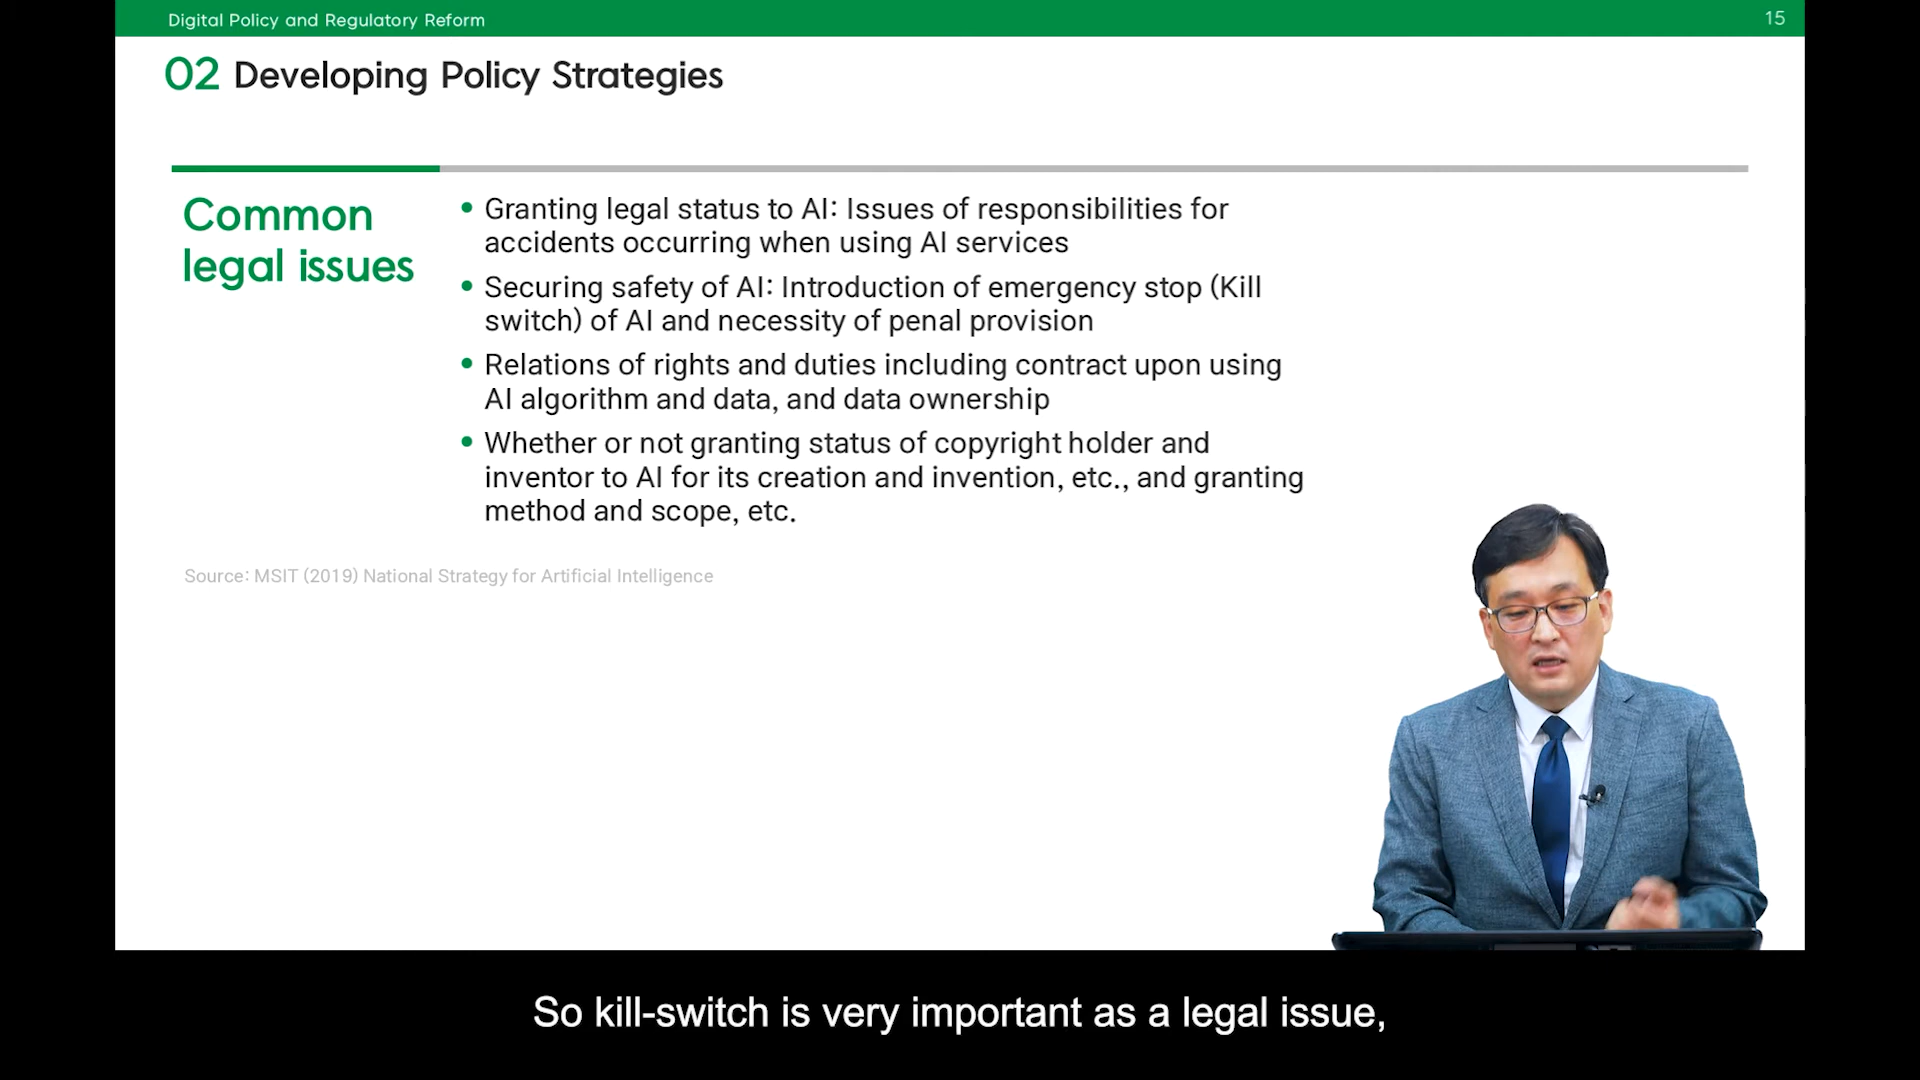 Digital Policy and Regulatory Reform
15
02 Developing Policy Strategies
Common
legal issues
• Granting legal status to AI: Issues of responsibilities for
accidents occurring when using AI services
• Securing safety of AI: Introduction of emergency stop (Kill
switch) of AI and necessity of penal provision
• Relations of rights and duties including contract upon using
AI algorithm and data, and data ownership
• Whether or not granting status of copyright holder and
inventor to AI for its creation and invention, etc., and granting
method and scope, etc.
Source: MSIT (2019) National Strategy for Artificial Intelligence
So kill-switch is very important as a legal issue,